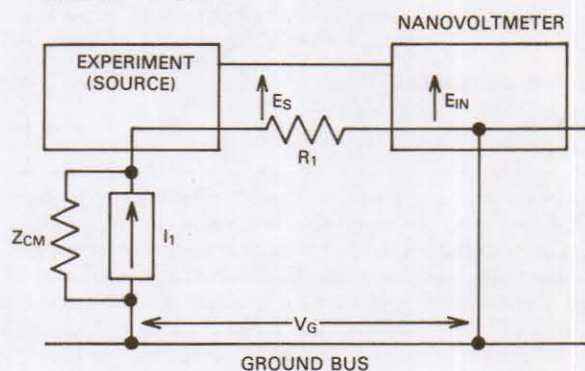 NANOVOLTMETER
EXPERIMENT
(SOURCE)
ES
EIN
R1
ZCM
I1
VG
GROUND BUS